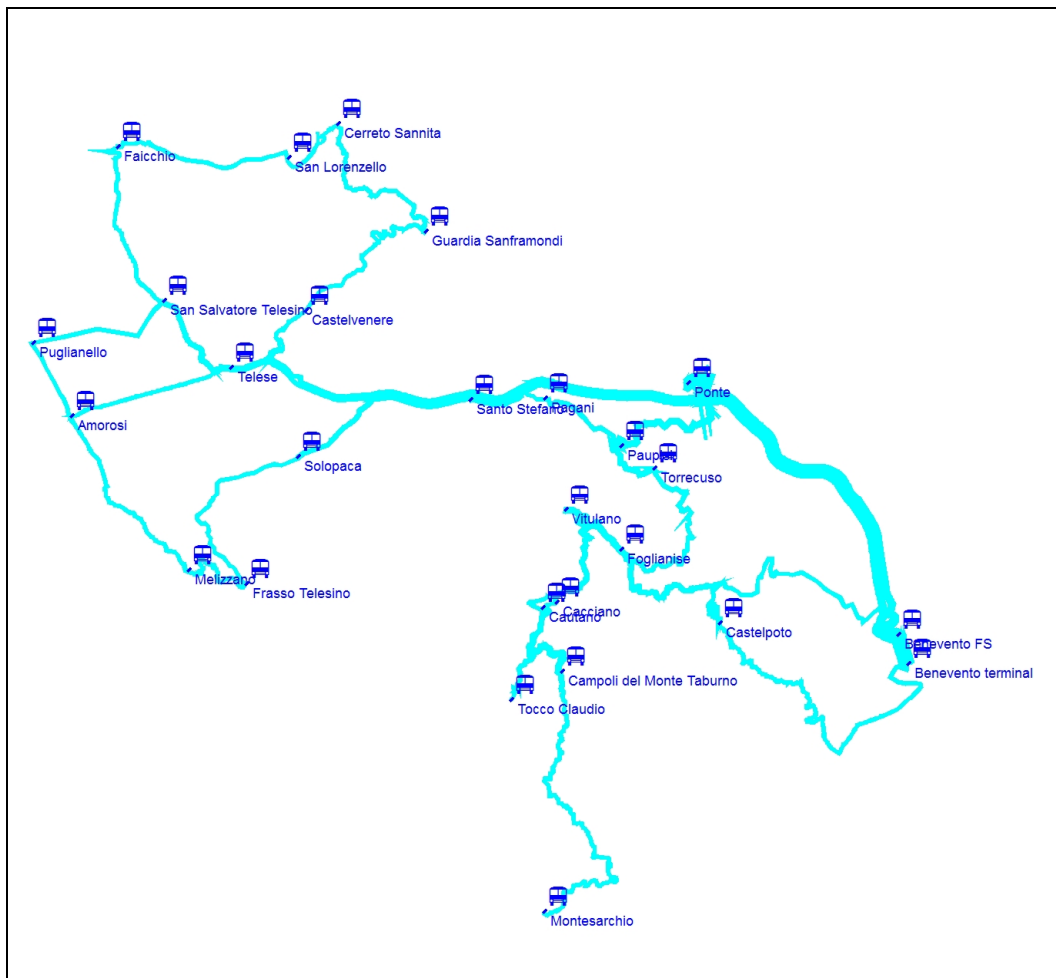 Cerreto Sannita
Faicchio
San Lorenzello
Guardia Sanframondi
San Salvatore Telesino
Castelvenere
Puglianello
Telese
Ponte
Santo Stefano
Pagani
Amorosi
Solopaca
Paupisi
Torrecuso
Vitulano
Foglianise
Melizzano
Frasso Telesino
Cacciano
Cautano
Castelpoto
Benevento FS
Campoli del Monte Taburno
Benevento terminal
Tocco Claudio
Montesarchio